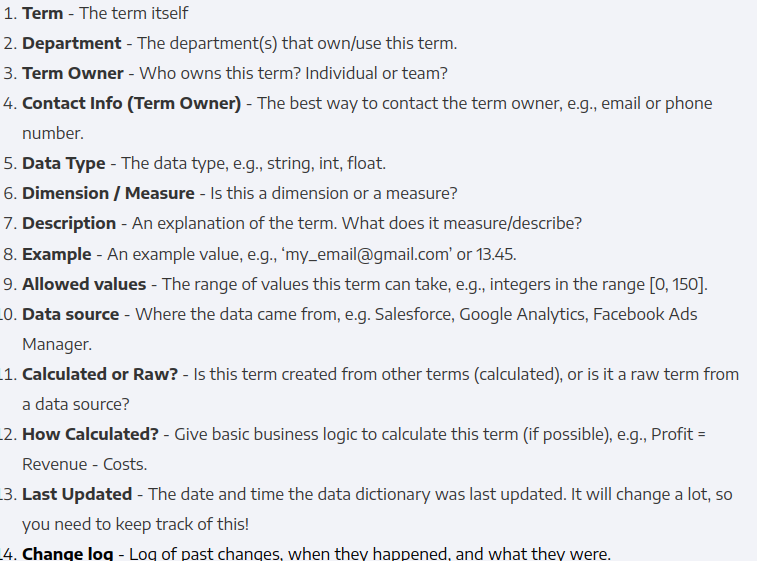 1. Term - The term itself
2. Department - The department(s) that own/use this term.
3. Term Owner - Who owns this term? Individual or team?
4. Contact Info (Term Owner) - The best way to contact the term owner, e.g., email or phone
number.
5. Data Type - The data type, e.g., string, int, float.
6. Dimension / Measure - Is this a dimension or a measure?
7. Description - An explanation of the term. What does it measure/describe?
8. Example - An example value, e.g., ‘my_email@gmail.com’ or 13.45.
9. Allowed values - The range of values this term can take, e.g., integers in the range [0, 150].
10. Data source - Where the data came from, e.g. Salesforce, Google Analytics, Facebook Ads
Manager.
11. Calculated or Raw? - Is this term created from other terms (calculated), or is it a raw term from
a data source?
12. How Calculated? - Give basic business logic to calculate this term (if possible), e.g., Profit =
Revenue - Costs.
13. Last Updated - The date and time the data dictionary was last updated. It will change a lot, so
you need to keep track of this!
14. Change log - Log of past changes, when they happened, and what they were.